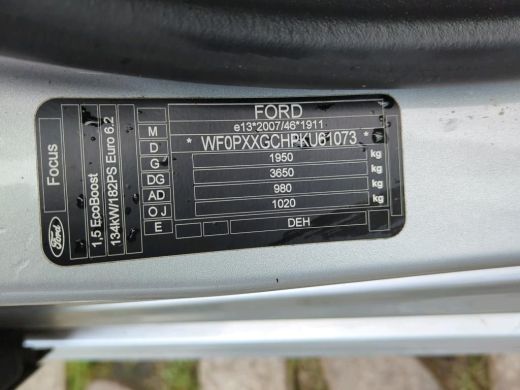 FORD
e13*2007/46*1911
* WF0PXXGCHPKU61073 *
1950 kg
3650 kg
980 kg
1020 kg
DEH
M
D
G
DG
AD
O J
E
Focus
1,5 EcoBoost
134kW/182PS Euro 6.2
Ford